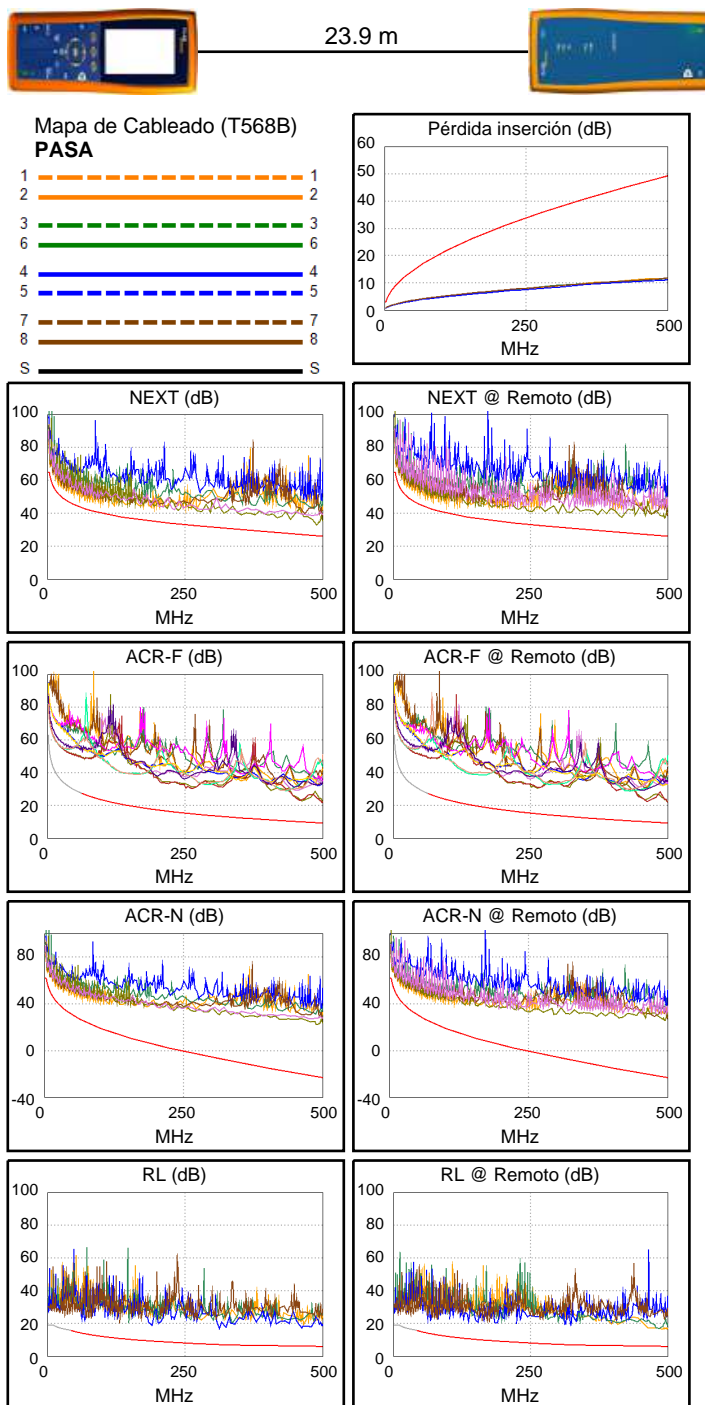 23.9 m
Mapa de Cableado (T568B)
PASA
1 1
2 2
3 3
6 6
4 4
5 5
7 7
8 8
S S
Pérdida inserción (dB)
60
50
40
30
20
10
0
0 250 500
MHz
NEXT (dB)
100
80
60
40
20
0
0 250 500
MHz
NEXT @ Remoto (dB)
100
80
60
40
20
0
0 250 500
MHz
ACR-F (dB)
100
80
60
40
20
0
0 250 500
MHz
ACR-F @ Remoto (dB)
100
80
60
40
20
0
0 250 500
MHz
ACR-N (dB)
80
40
0
-40
0 250 500
MHz
ACR-N @ Remoto (dB)
80
40
0
-40
0 250 500
MHz
RL (dB)
100
80
60
40
20
0
0 250 500
MHz
RL @ Remoto (dB)
100
80
60
40
20
0
0 250 500
MHz